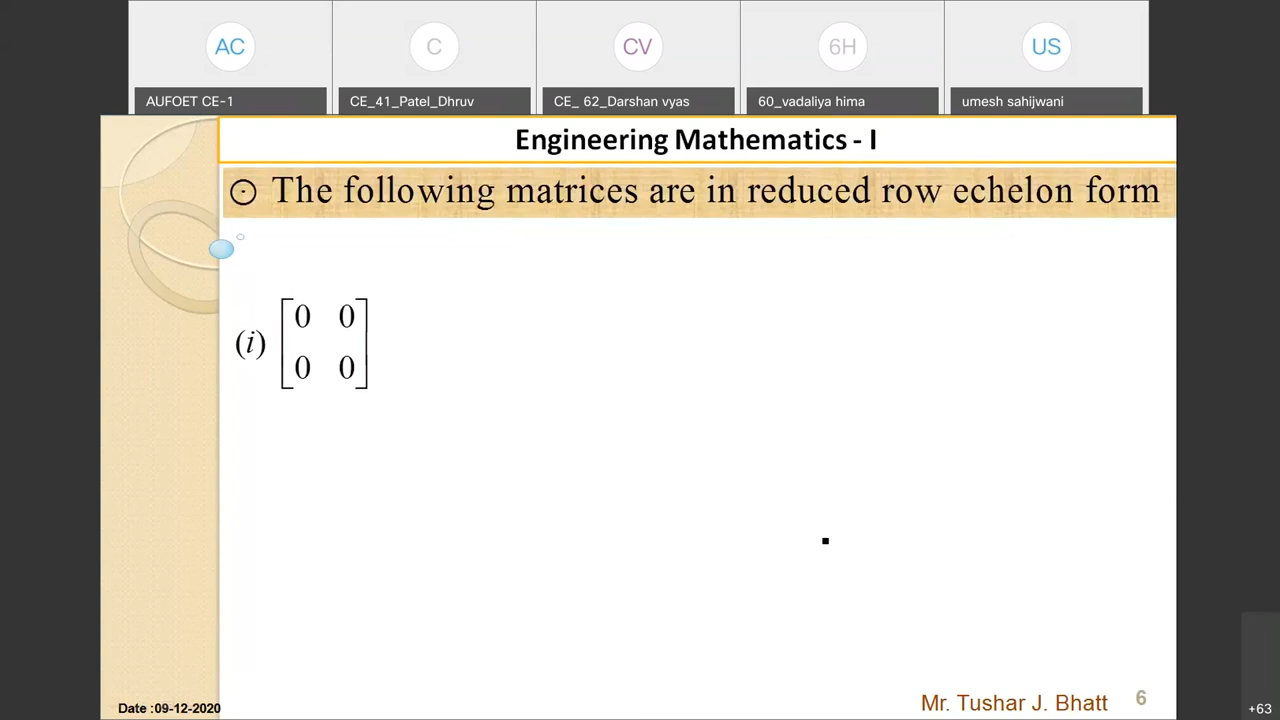 AC
C
CV
6H
US
AUFOET CE-1
CE_41_Patel_Dhruv
CE_ 62_Darshan vyas
60_vadaliya hima
umesh sahijwani
Engineering Mathematics - I
⊙ The following matrices are in reduced row echelon form
(i) [0 0
0 0]
Date :09-12-2020
Mr. Tushar J. Bhatt
6
+63